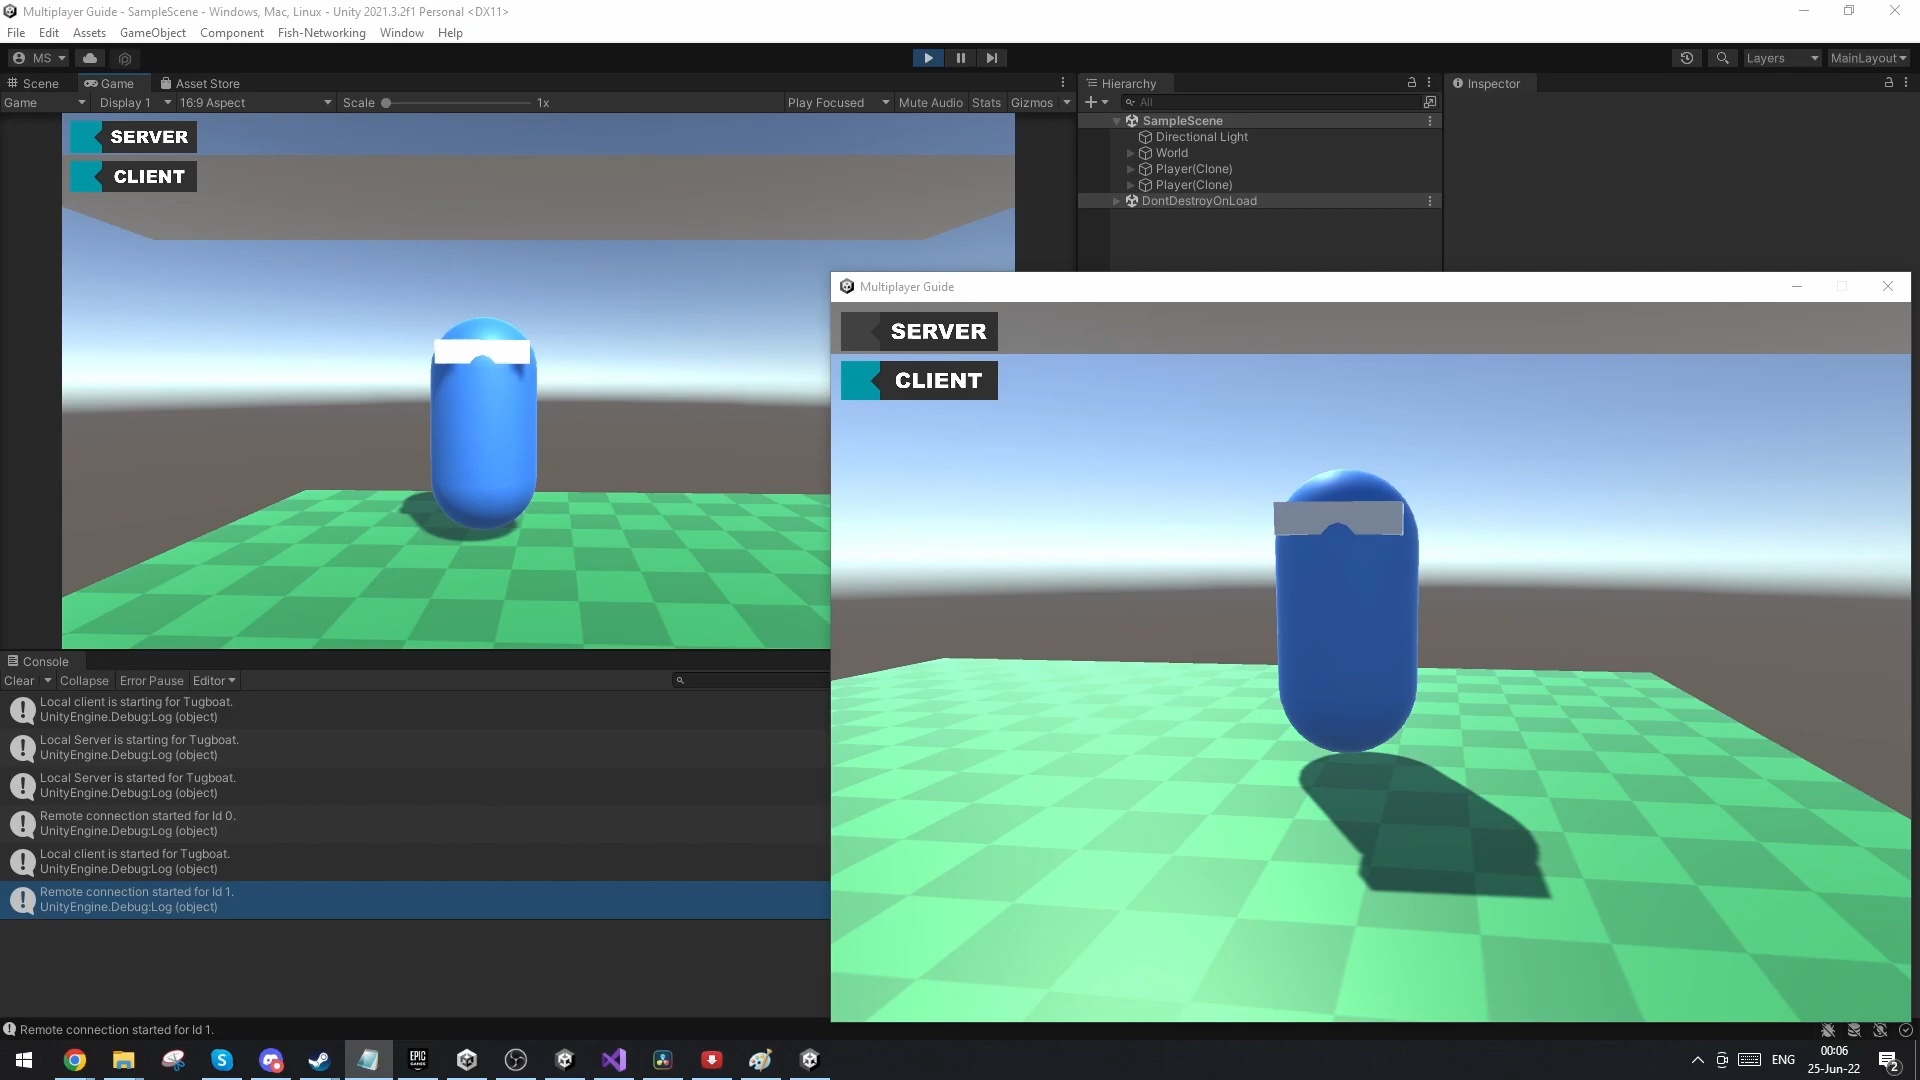 Multiplayer Guide - SampleScene - Windows, Mac, Linux - Unity 2021.3.2f1 Personal <DX11>
File Edit Assets GameObject Component Fish-Networking Window Help
MS Layers MainLayout
Scene Game Asset Store
Game Display 1 16:9 Aspect Scale 1x Play Focused Mute Audio Stats Gizmos
SERVER
CLIENT
Hierarchy
All
SampleScene
Directional Light
World
Player(Clone)
Player(Clone)
DontDestroyOnLoad
Inspector
Multiplayer Guide
SERVER
CLIENT
Console
Clear Collapse Error Pause Editor
Local client is starting for Tugboat.
UnityEngine.Debug:Log (object)
Local Server is starting for Tugboat.
UnityEngine.Debug:Log (object)
Local Server is started for Tugboat.
UnityEngine.Debug:Log (object)
Remote connection started for Id 0.
UnityEngine.Debug:Log (object)
Local client is started for Tugboat.
UnityEngine.Debug:Log (object)
Remote connection started for Id 1.
UnityEngine.Debug:Log (object)
Remote connection started for Id 1.
EPIC
GAMES
ENG
00:06
25-Jun-22
2